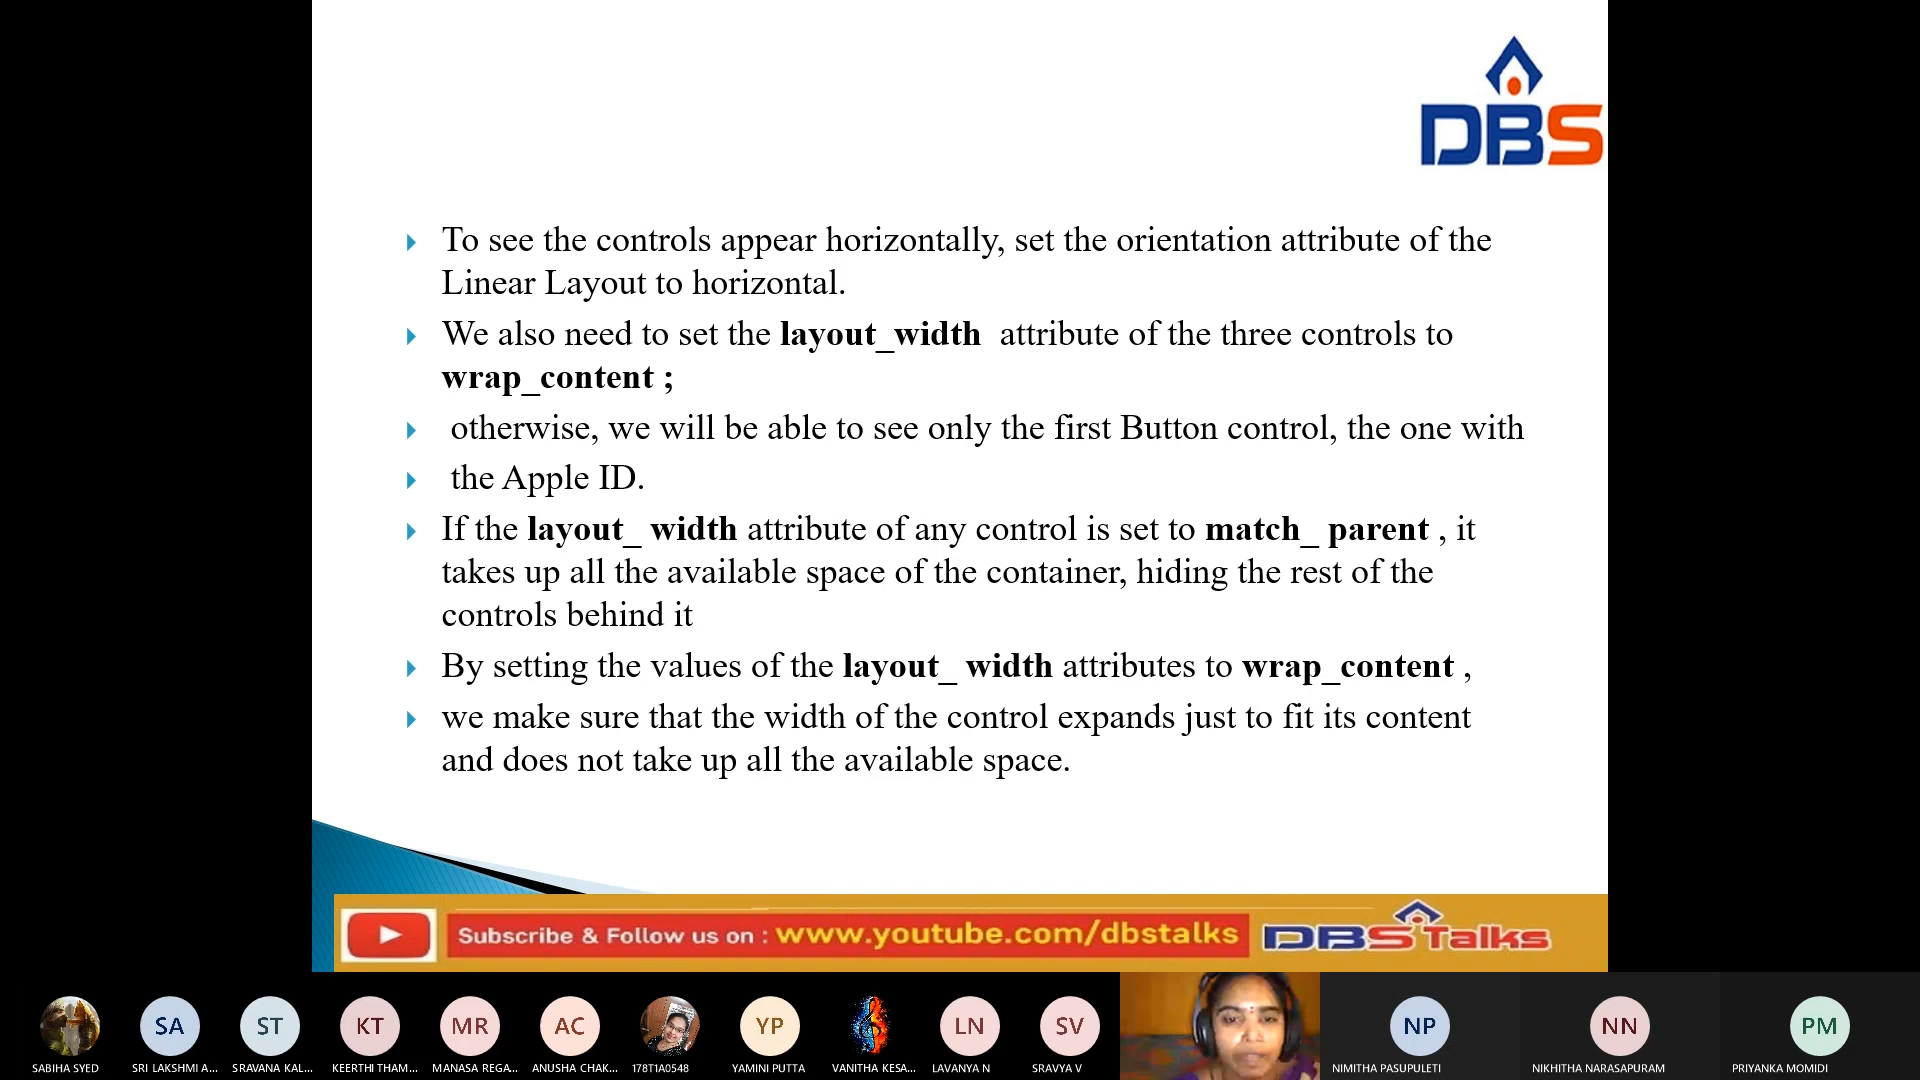 DBS
To see the controls appear horizontally, set the orientation attribute of the
Linear Layout to horizontal.
We also need to set the layout_width attribute of the three controls to
wrap_content ;
otherwise, we will be able to see only the first Button control, the one with
the Apple ID.
If the layout_ width attribute of any control is set to match_ parent , it
takes up all the available space of the container, hiding the rest of the
controls behind it
By setting the values of the layout_ width attributes to wrap_content ,
we make sure that the width of the control expands just to fit its content
and does not take up all the available space.
Subscribe & Follow us on : www.youtube.com/dbstalks DBS Talks
SA ST KT MR AC YP LN SV NP NN PM
SABIHA SYED SRI LAKSHMI A... SRAVANA KAL... KEERTHI THAM... MANASA REGA... ANUSHA CHAK... 178T1A0548 YAMINI PUTTA VANITHA KESA... LAVANYA N SRAVYA V NIMITHA PASUPULETI NIKHITHA NARASAPURAM PRIYANKA MOMIDI